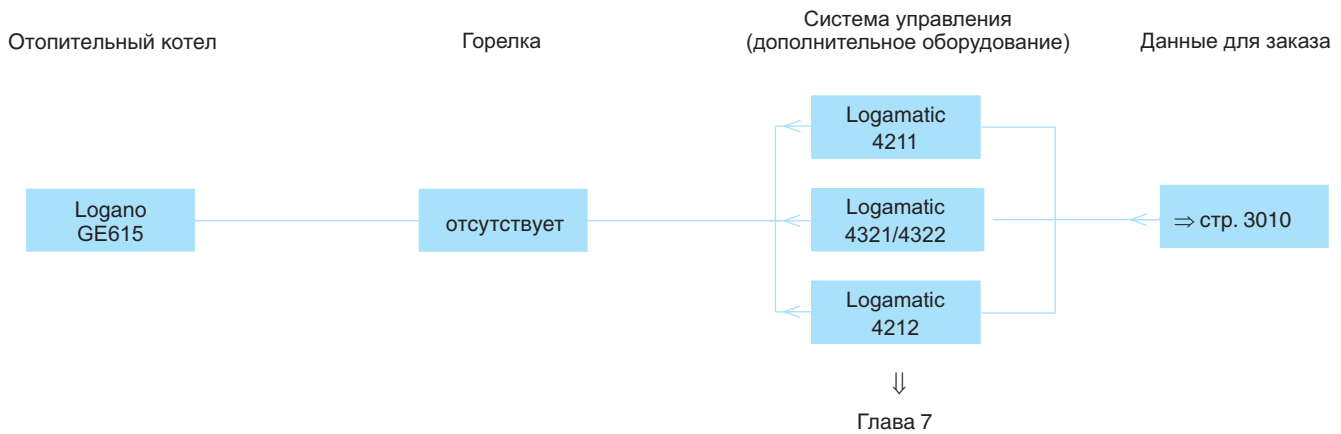 Отопительный котел
Горелка
Система управления
(дополнительное оборудование)
Данные для заказа
Logano
GE615
отсутствует
Logamatic
4211
Logamatic
4321/4322
Logamatic
4212
⇒ стр. 3010
⇓
Глава 7